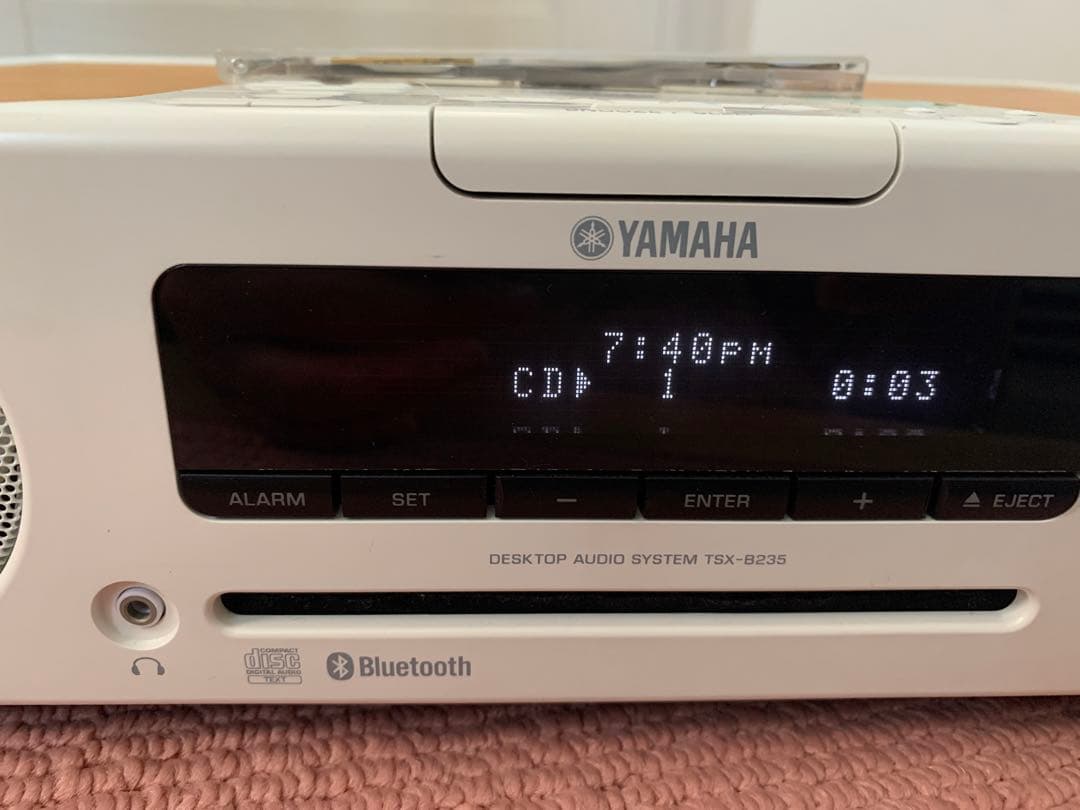 YAMAHA
7:40PM
CD 1 0:03
ALARM SET − ENTER + EJECT
DESKTOP AUDIO SYSTEM TSX-B235
COMPACT
disc
DIGITAL AUDIO
TEXT
Bluetooth